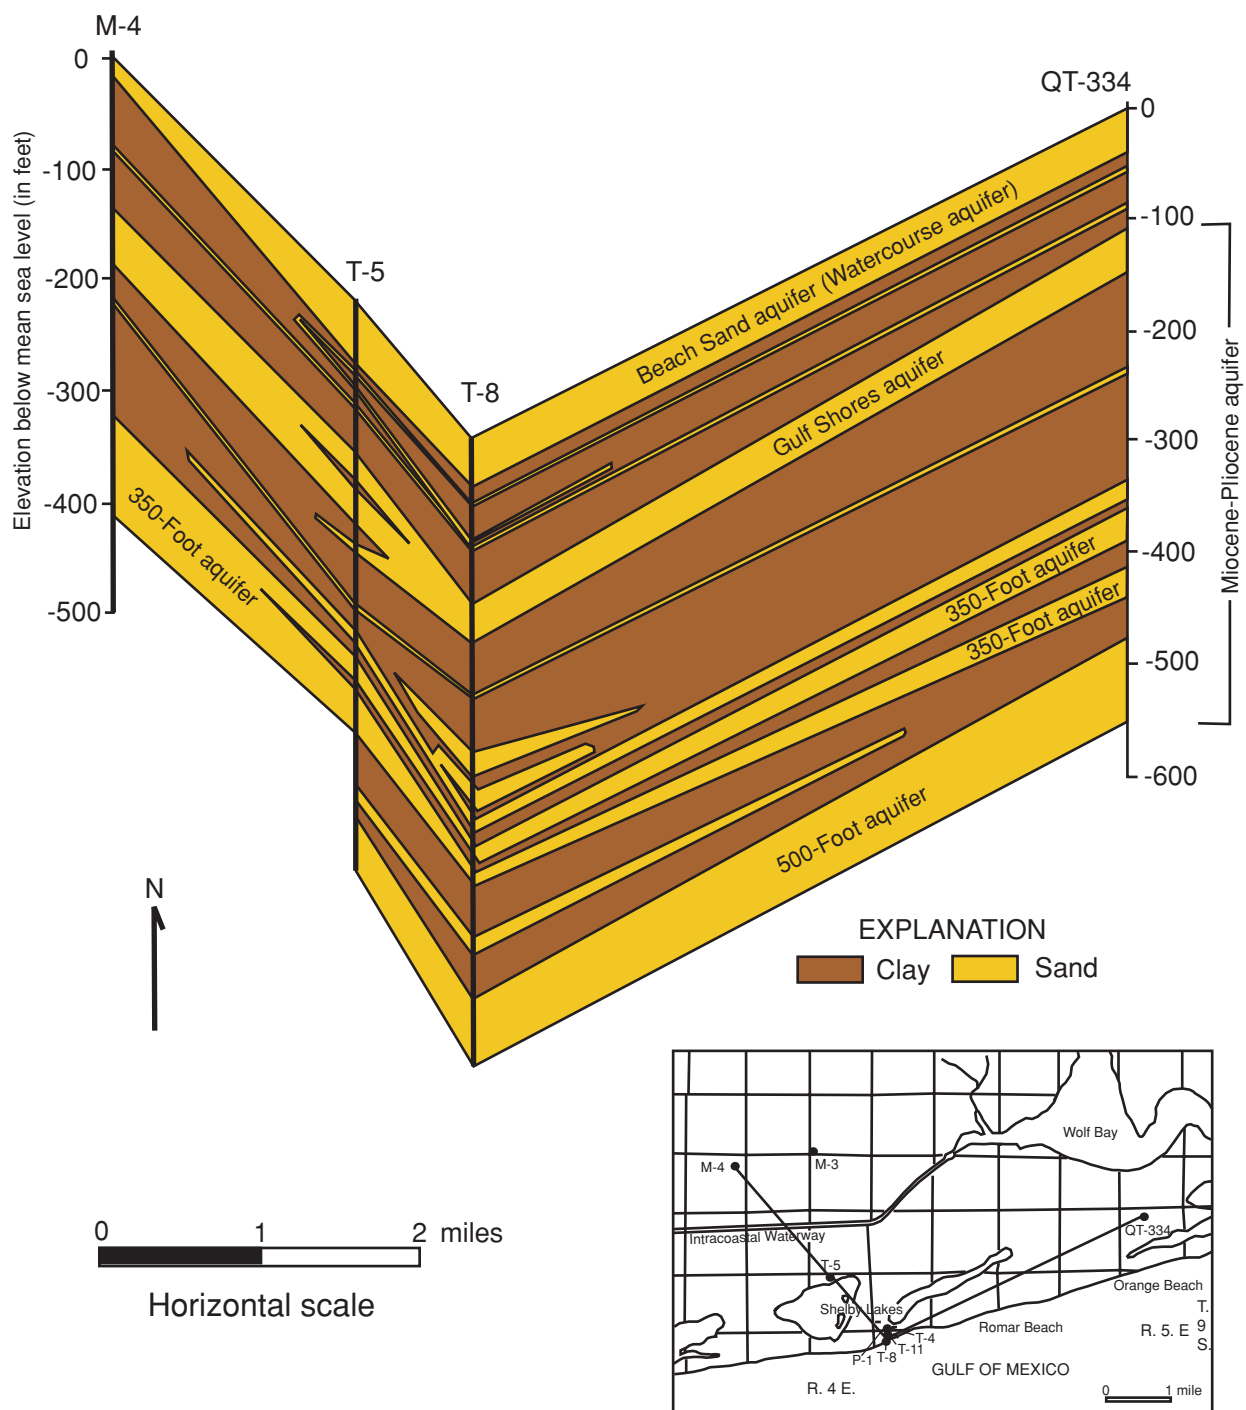 M-4
0
-100
-200
-300
-400
-500
Elevation below mean sea level (in feet)
T-5
T-8
QT-334
0
-100
-200
-300
-400
-500
-600
Miocene-Pliocene aquifer
Beach Sand aquifer (Watercourse aquifer)
Gulf Shores aquifer
350-Foot aquifer
350-Foot aquifer
350-Foot aquifer
500-Foot aquifer
N
EXPLANATION
Clay
Sand
0 1 2 miles
Horizontal scale
Wolf Bay
M-4
M-3
QT-334
Intracoastal Waterway
T-5
Orange Beach
Shelby Lakes
Romar Beach
T-4
T-11
P-1
T-8
T.
9
S.
R. 5. E
GULF OF MEXICO
R. 4 E.
0 1 mile